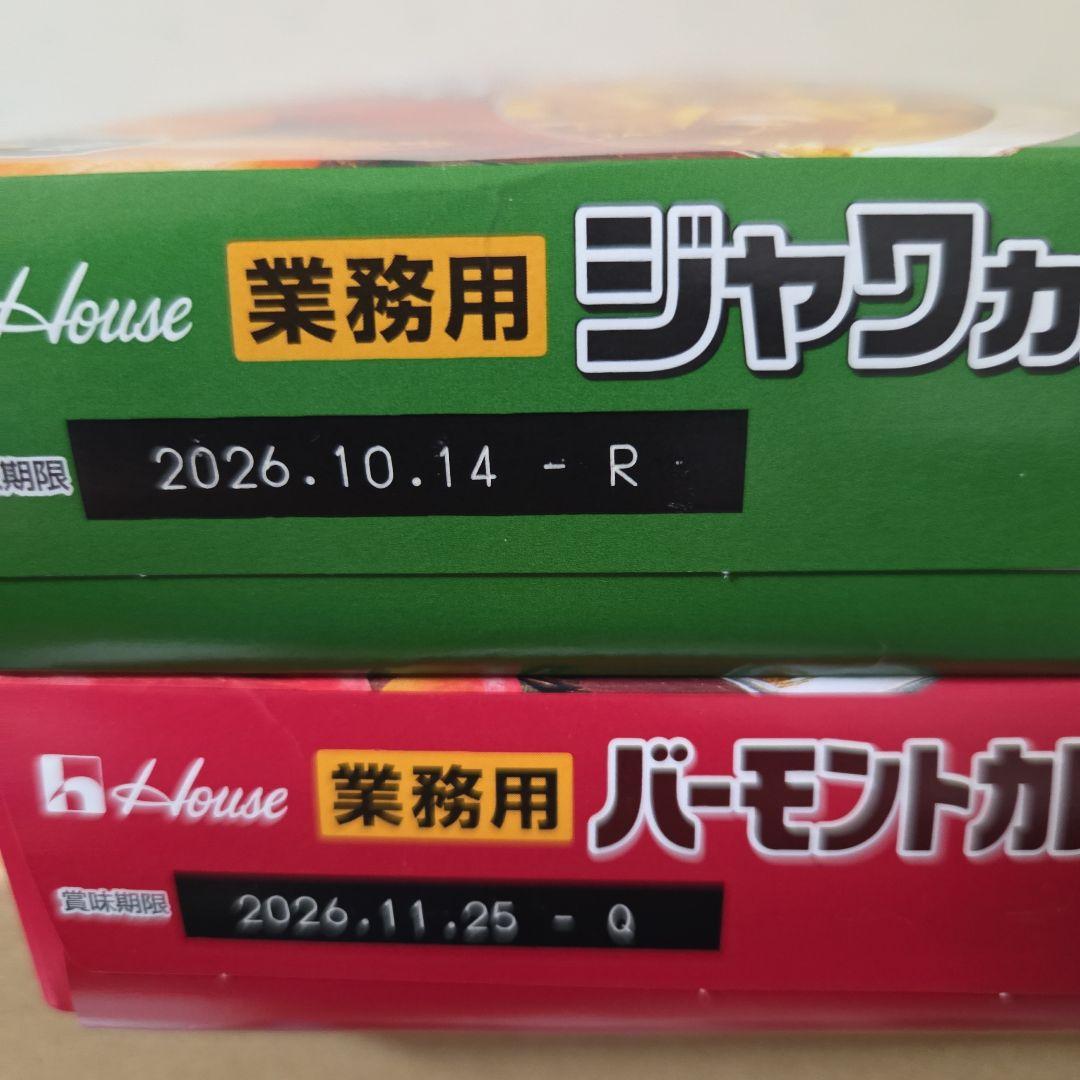 House 業務用 ジャワカ
期限 2026.10.14 - R
House 業務用 バーモントカ
賞味期限 2026.11.25 - Q